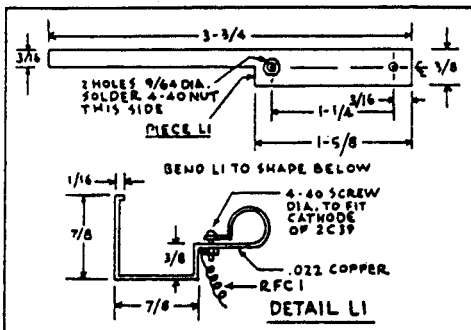 3-3/4
3/16
2 HOLES 9/64 DIA.
SOLDER 4-40 NUT
THIS SIDE
PIECE L1
3/8
3/16
1-1/4
1-5/8
BEND L1 TO SHAPE BELOW
1/16
7/8
3/8
7/8
4-40 SCREW
DIA. TO FIT
CATHODE
OF 2C39
.022 COPPER
RFC1
DETAIL L1